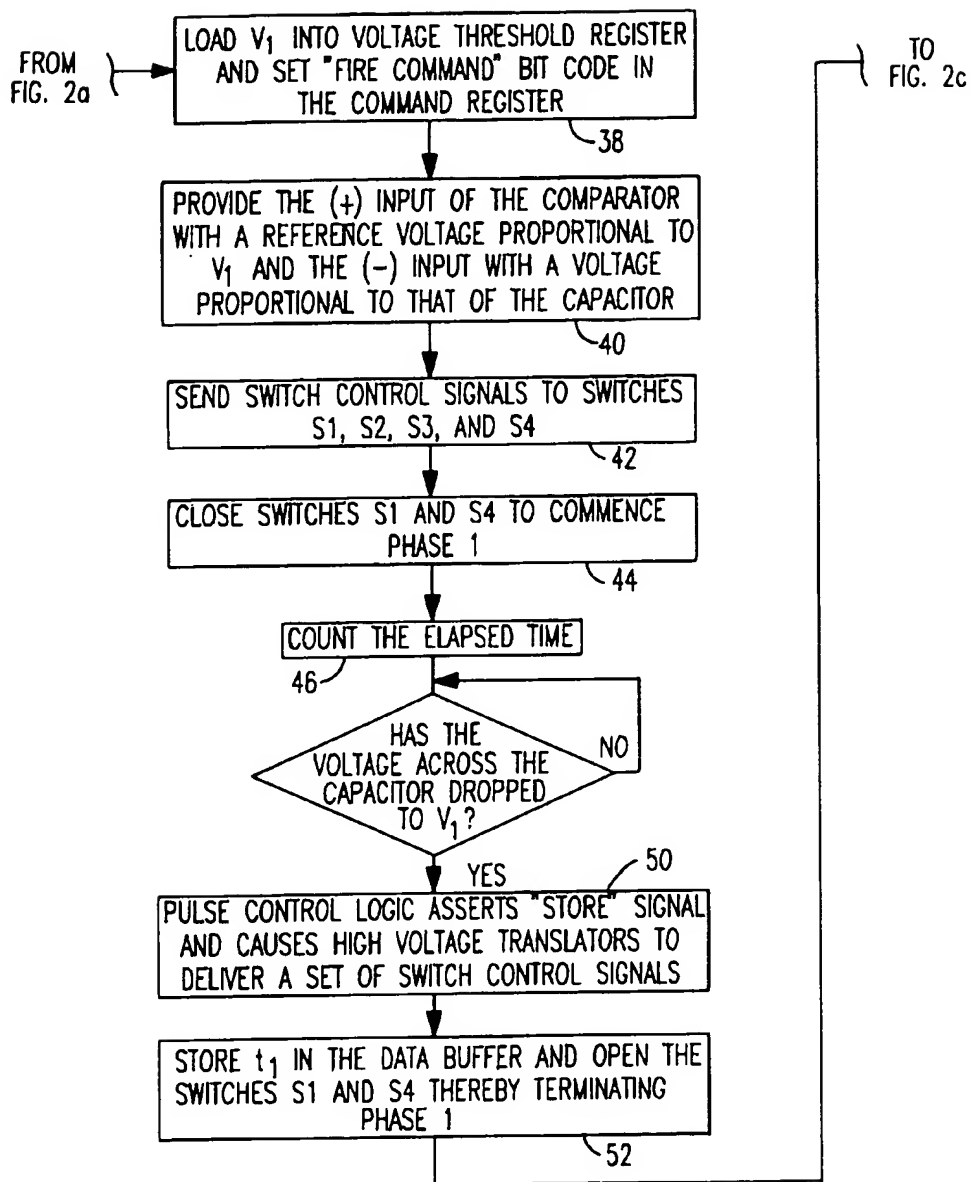 FROM
FIG. 2a
LOAD V1 INTO VOLTAGE THRESHOLD REGISTER
AND SET "FIRE COMMAND" BIT CODE IN
THE COMMAND REGISTER
38
TO
FIG. 2c
PROVIDE THE (+) INPUT OF THE COMPARATOR
WITH A REFERENCE VOLTAGE PROPORTIONAL TO
V1 AND THE (-) INPUT WITH A VOLTAGE
PROPORTIONAL TO THAT OF THE CAPACITOR
40
SEND SWITCH CONTROL SIGNALS TO SWITCHES
S1, S2, S3, AND S4
42
CLOSE SWITCHES S1 AND S4 TO COMMENCE
PHASE 1
44
COUNT THE ELAPSED TIME
46
HAS THE
VOLTAGE ACROSS THE
CAPACITOR DROPPED
TO V1?
NO
YES
50
PULSE CONTROL LOGIC ASSERTS "STORE" SIGNAL
AND CAUSES HIGH VOLTAGE TRANSLATORS TO
DELIVER A SET OF SWITCH CONTROL SIGNALS
STORE t1 IN THE DATA BUFFER AND OPEN THE
SWITCHES S1 AND S4 THEREBY TERMINATING
PHASE 1
52